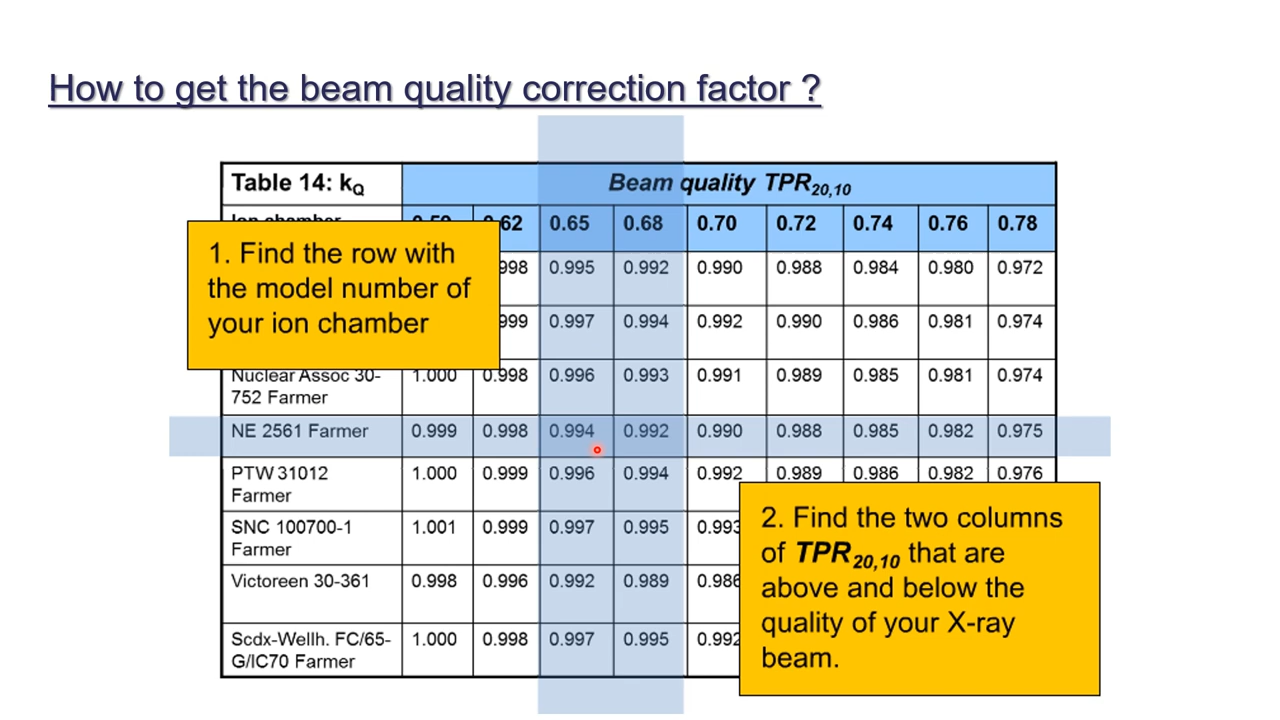 How to get the beam quality correction factor ?
Table 14: kQ Beam quality TPR20,10
0.65 0.68 0.70 0.72 0.74 0.76 0.78
1. Find the row with
the model number of
your ion chamber
0.995 0.992 0.990 0.988 0.984 0.980 0.972
0.997 0.994 0.992 0.990 0.986 0.981 0.974
Nuclear Assoc 30- 1.000 0.998 0.996 0.993 0.991 0.989 0.985 0.981 0.974
752 Farmer
NE 2561 Farmer 0.999 0.998 0.994 0.992 0.990 0.988 0.985 0.982 0.975
PTW 31012 1.000 0.999 0.996 0.994 0.992 0.989 0.986 0.982 0.976
Farmer
SNC 100700-1 1.001 0.999 0.997 0.995 0.993
Farmer
Victoreen 30-361 0.998 0.996 0.992 0.989 0.986
Scdx-Wellh. FC/65- 1.000 0.998 0.997 0.995 0.992
G/IC70 Farmer
2. Find the two columns
of TPR20,10 that are
above and below the
quality of your X-ray
beam.